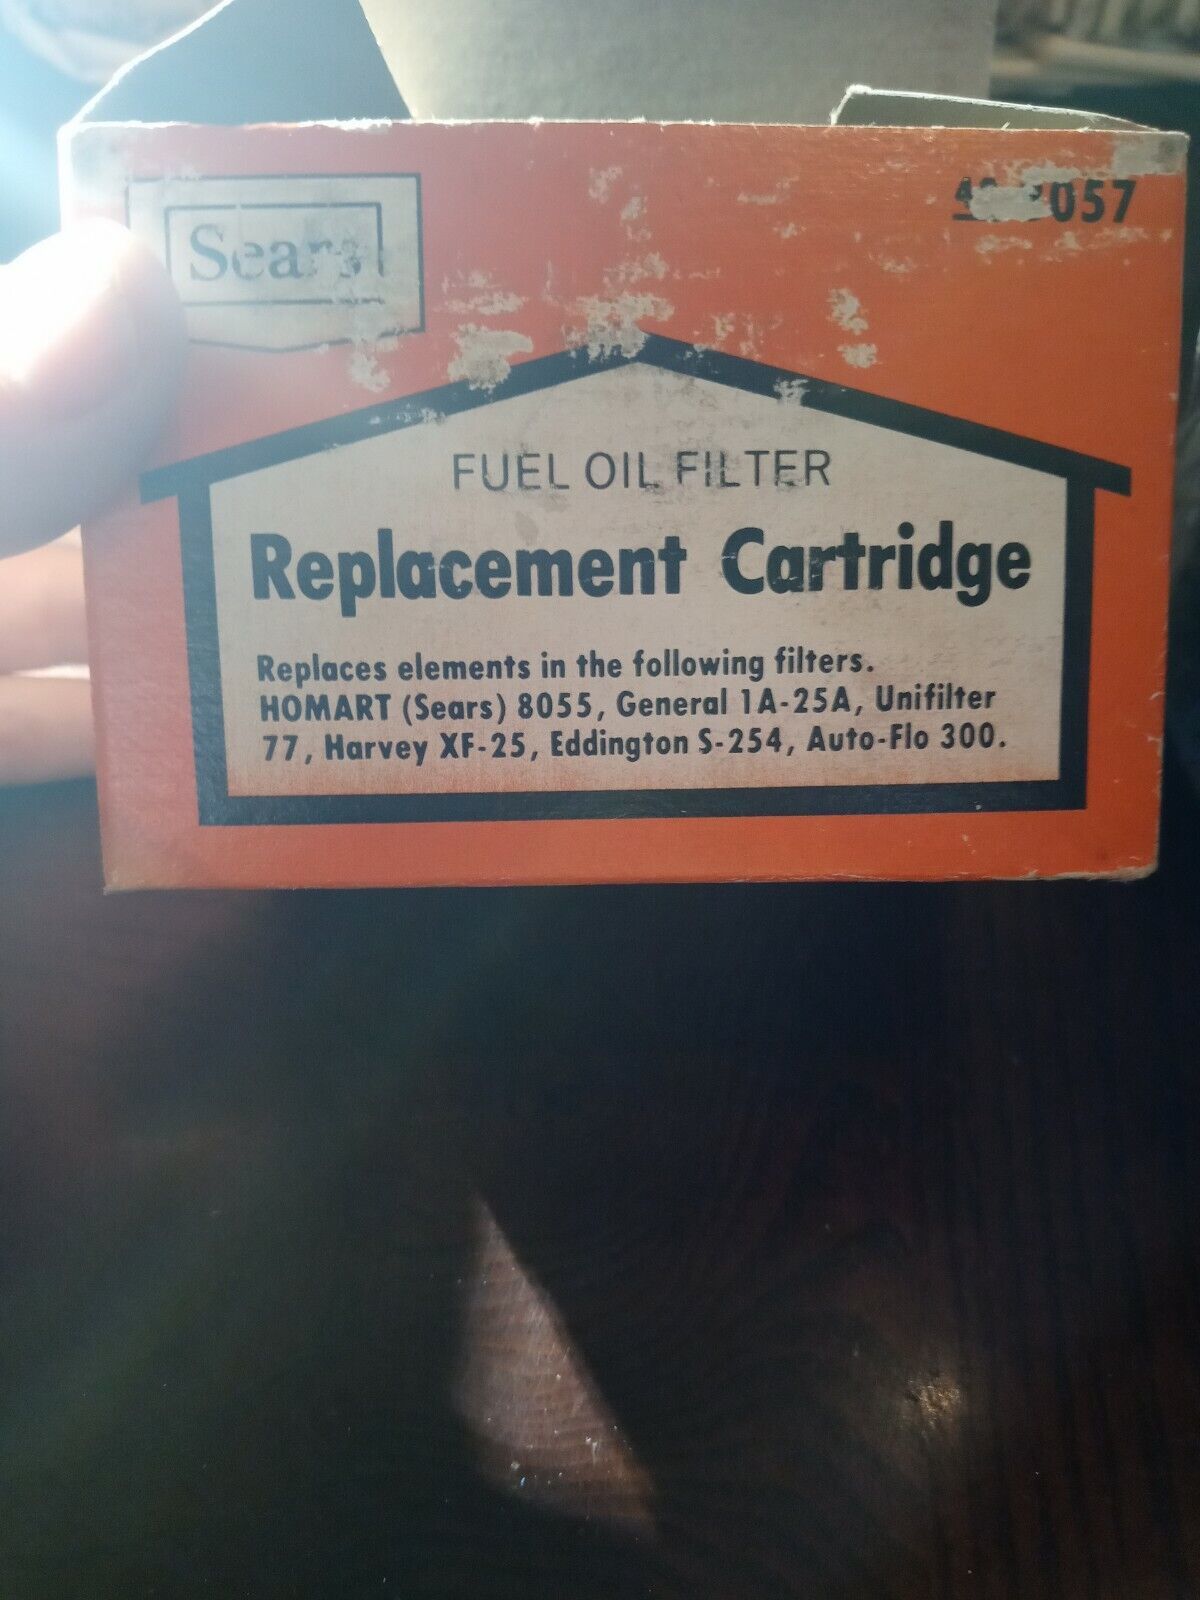 Sears
FUEL OIL FILTER
Replacement Cartridge
Replaces elements in the following filters.
HOMART (Sears) 8055, General 1A-25A, Unifilter
77, Harvey XF-25, Eddington S-254, Auto-Flo 300.